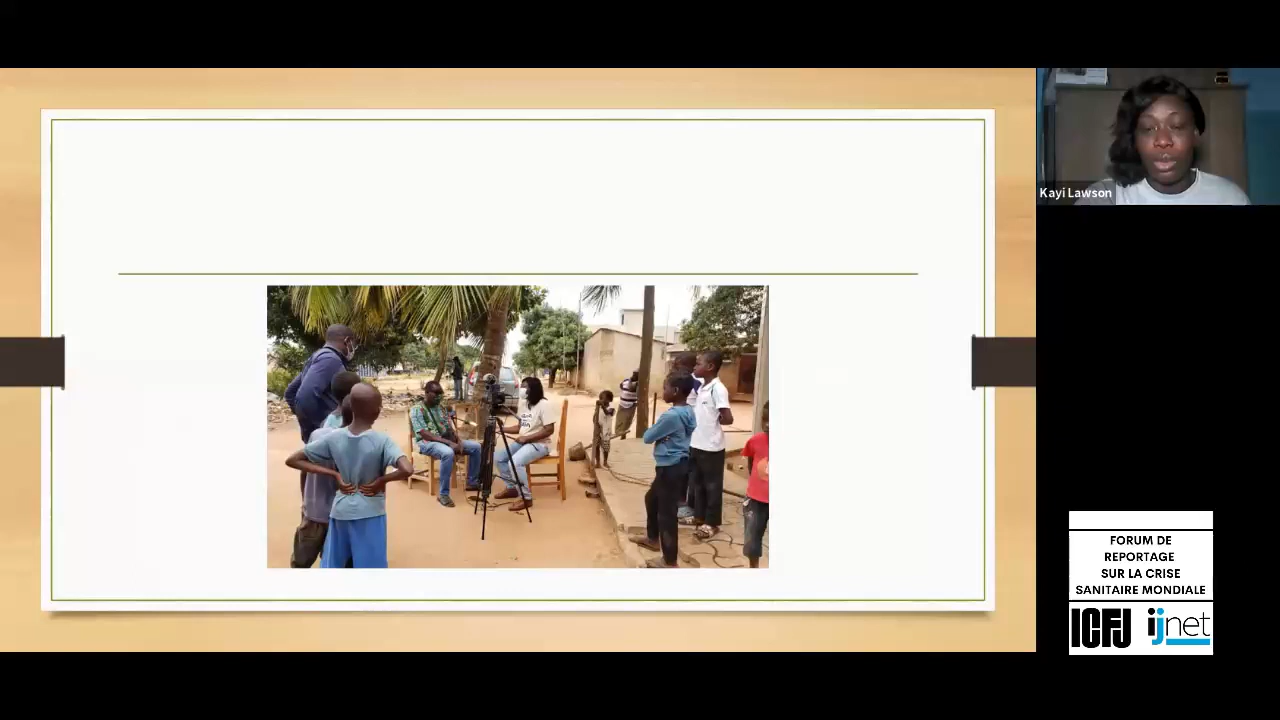 Kayi Lawson
FORUM DE
REPORTAGE
SUR LA CRISE
SANITAIRE MONDIALE
ICFJ ijnet